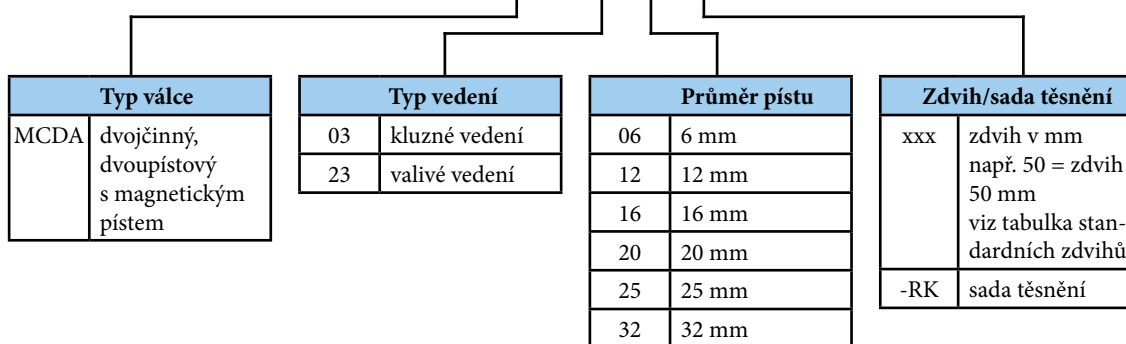 Typ válce
MCDA dvojčinný,
dvoupístový
s magnetickým
pístem
Typ vedení
03 kluzné vedení
23 valivé vedení
Průměr pístu
06 6 mm
12 12 mm
16 16 mm
20 20 mm
25 25 mm
32 32 mm
Zdvih/sada těsnění
xxx zdvih v mm
např. 50 = zdvih
50 mm
viz tabulka stan-
dardních zdvihů
-RK sada těsnění